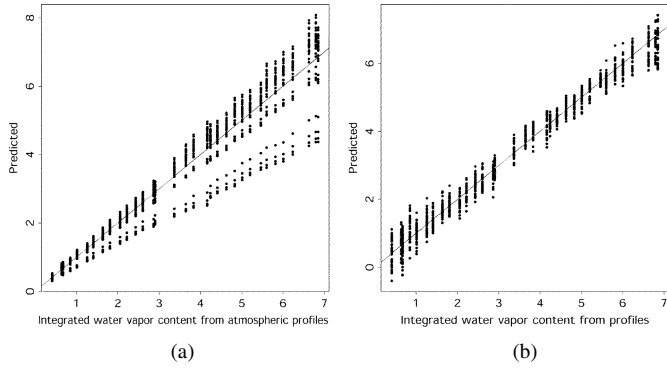 8
6
4
2
0
Predicted
1 2 3 4 5 6 7
Integrated water vapor content from atmospheric profiles
(a)
6
4
2
0
Predicted
1 2 3 4 5 6 7
Integrated water vapor content from profiles
(b)